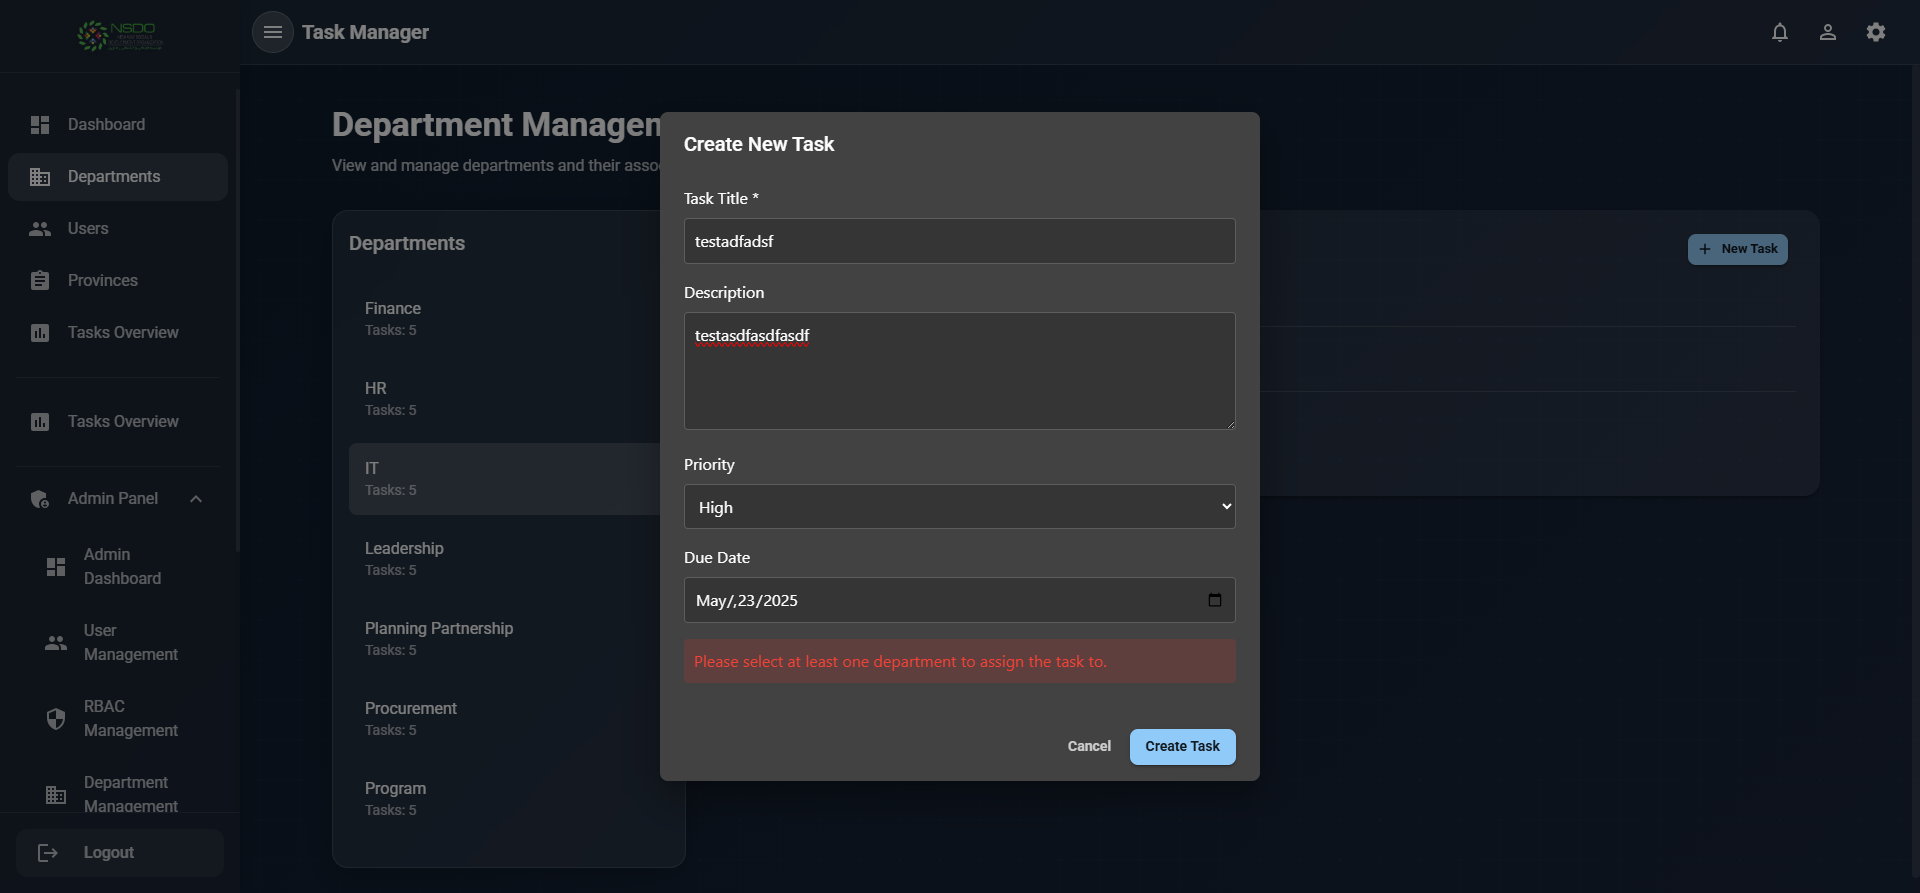 NSDO
Task Manager
Dashboard
Departments
Users
Provinces
Tasks Overview
Tasks Overview
Admin Panel
Admin
Dashboard
User
Management
RBAC
Management
Department
Management
Logout
Department Managem
View and manage departments and their asso
Departments
Finance
Tasks: 5
HR
Tasks: 5
IT
Tasks: 5
Leadership
Tasks: 5
Planning Partnership
Tasks: 5
Procurement
Tasks: 5
Program
Tasks: 5
New Task
Create New Task
Task Title *
testadfadsf
Description
testasdfasdfasdf
Priority
High
Due Date
May/,23/2025
Please select at least one department to assign the task to.
Cancel
Create Task